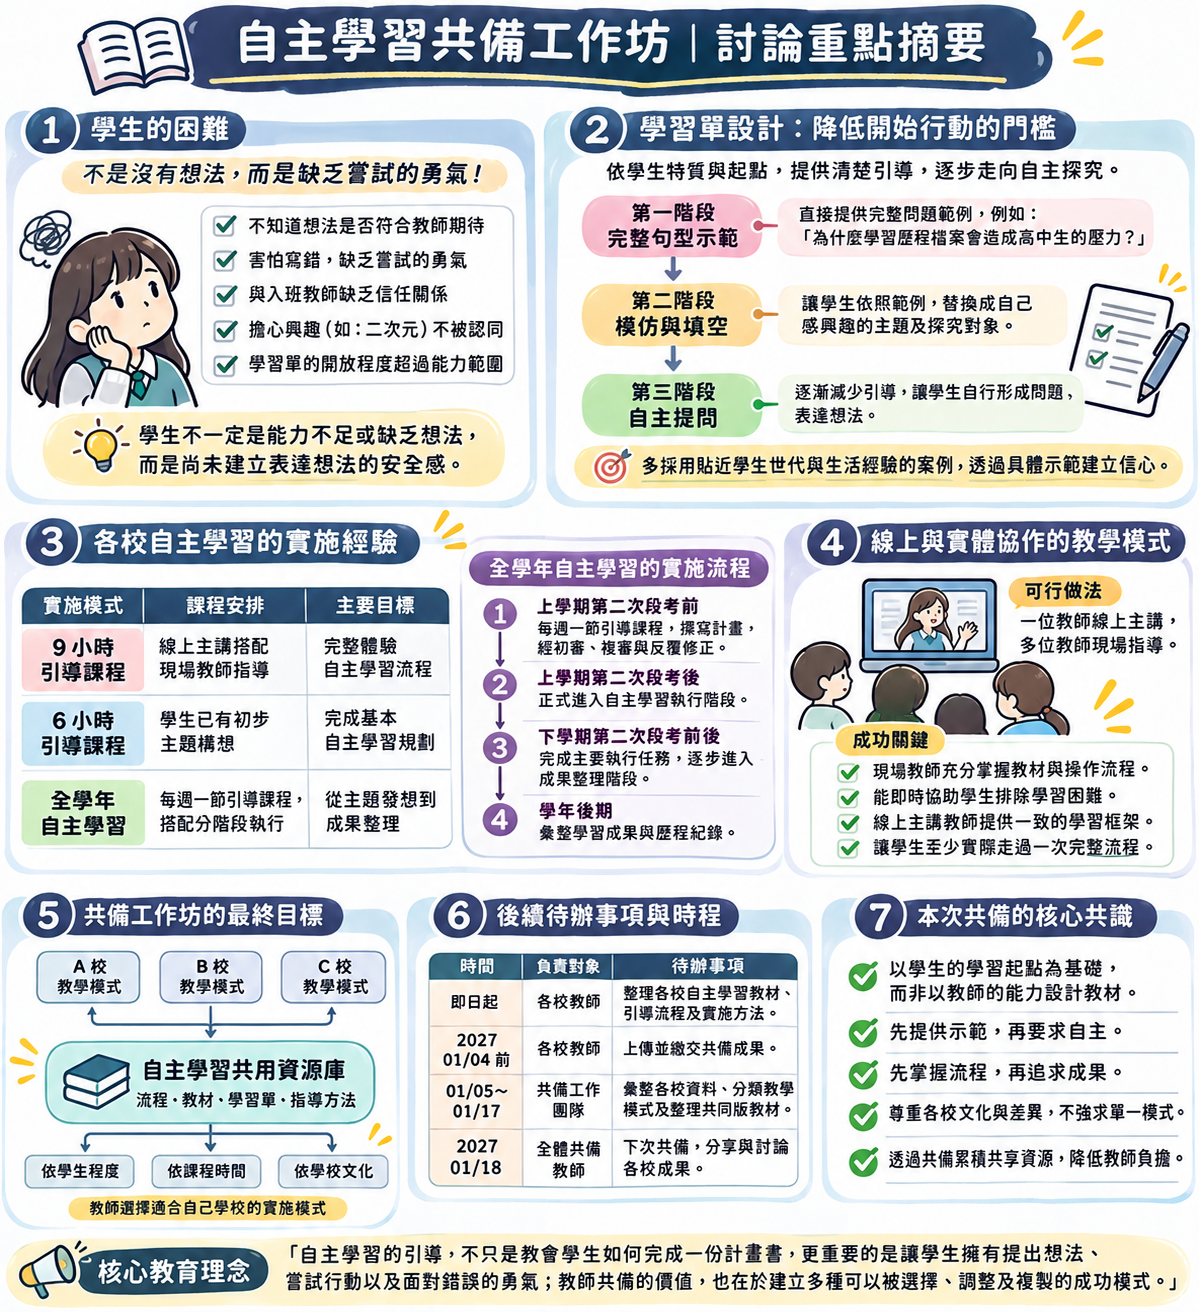 自主學習共備工作坊｜討論重點摘要
1 學生的困難
不是沒有想法，而是缺乏嘗試的勇氣！
不知道想法是否符合教師期待
害怕寫錯，缺乏嘗試的勇氣
與入班教師缺乏信任關係
擔心興趣（如：二次元）不被認同
學習單的開放程度超過能力範圍
學生不一定是能力不足或缺乏想法，
而是尚未建立表達想法的安全感。
2 學習單設計：降低開始行動的門檻
依學生特質與起點，提供清楚引導，逐步走向自主探究。
第一階段
完整句型示範
直接提供完整問題範例，例如：
「為什麼學習歷程檔案會造成高中生的壓力？」
第二階段
模仿與填空
讓學生依照範例，替換成自己
感興趣的主題及探究對象。
第三階段
自主提問
逐漸減少引導，讓學生自行形成問題，
表達想法。
多採用貼近學生世代與生活經驗的案例，透過具體示範建立信心。
3 各校自主學習的實施經驗
實施模式 課程安排 主要目標
9 小時
引導課程
線上主講搭配
現場教師指導
完整體驗
自主學習流程
6 小時
引導課程
學生已有初步
主題構想
完成基本
自主學習規劃
全學年
自主學習
每週一節引導課程，
搭配分階段執行
從主題發想到
成果整理
全學年自主學習的實施流程
1 上學期第二次段考前
每週一節引導課程，撰寫計畫，
經初審、複審與反覆修正。
2 上學期第二次段考後
正式進入自主學習執行階段。
3 下學期第二次段考前後
完成主要執行任務，逐步進入
成果整理階段。
4 學年後期
彙整學習成果與歷程紀錄。
4 線上與實體協作的教學模式
可行做法
一位教師線上主講，
多位教師現場指導。
成功關鍵
現場教師充分掌握教材與操作流程。
能即時協助學生排除學習困難。
線上主講教師提供一致的學習框架。
讓學生至少實際走過一次完整流程。
5 共備工作坊的最終目標
A 校
教學模式
B 校
教學模式
C 校
教學模式
自主學習共用資源庫
流程・教材・學習單・指導方法
依學生程度
依課程時間
依學校文化
教師選擇適合自己學校的實施模式
6 後續待辦事項與時程
時間 負責對象 待辦事項
即日起
各校教師
整理各校自主學習教材、
引導流程及實施方法。
2027
01/04 前
各校教師
上傳並繳交共備成果。
01/05～
01/17
共備工作
團隊
彙整各校資料、分類教學
模式及整理共同版教材。
2027
01/18
全體共備
教師
下次共備，分享與討論
各校成果。
7 本次共備的核心共識
以學生的學習起點為基礎，
而非以教師的能力設計教材。
先提供示範，再要求自主。
先掌握流程，再追求成果。
尊重各校文化與差異，不強求單一模式。
透過共備累積共享資源，降低教師負擔。
核心教育理念
「自主學習的引導，不只是教會學生如何完成一份計畫書，更重要的是讓學生擁有提出想法、
嘗試行動以及面對錯誤的勇氣；教師共備的價值，也在於建立多種可以被選擇、調整及複製的成功模式。」